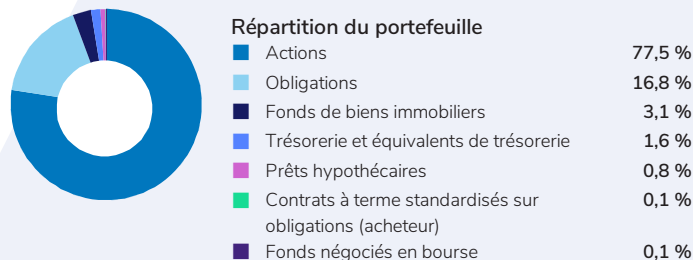 Répartition du portefeuille
Actions 77,5 %
Obligations 16,8 %
Fonds de biens immobiliers 3,1 %
Trésorerie et équivalents de trésorerie 1,6 %
Prêts hypothécaires 0,8 %
Contrats à terme standardisés sur 0,1 %
obligations (acheteur)
Fonds négociés en bourse 0,1 %